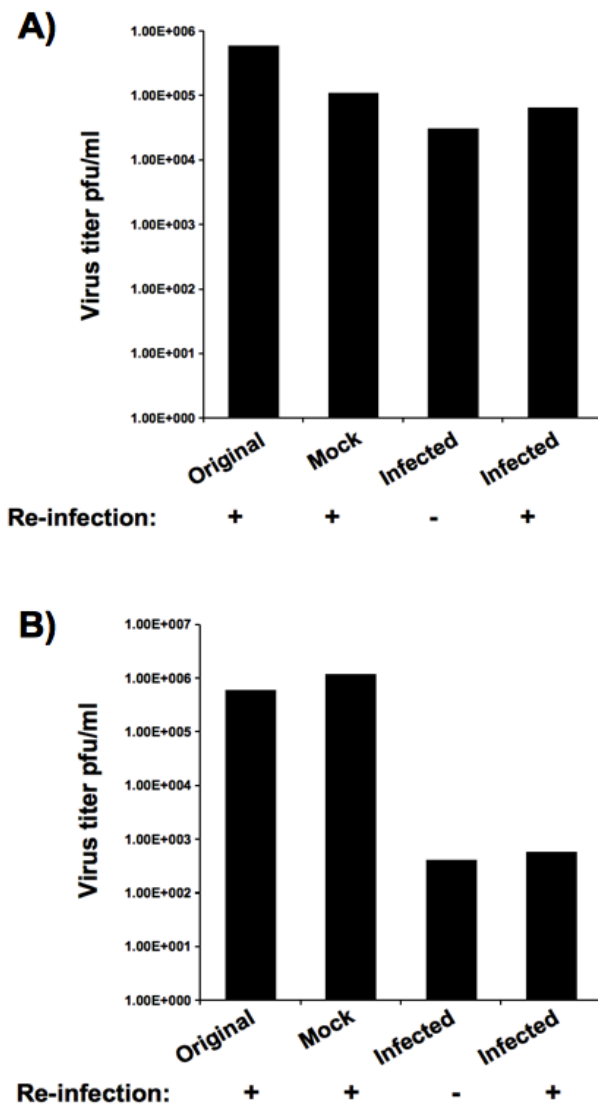 A)
Virus titer pfu/ml
1.00E+006
1.00E+005
1.00E+004
1.00E+003
1.00E+002
1.00E+001
1.00E+000
Original Mock Infected Infected
Re-infection: + + - +
B)
Virus titer pfu/ml
1.00E+007
1.00E+006
1.00E+005
1.00E+004
1.00E+003
1.00E+002
1.00E+001
1.00E+000
Original Mock Infected Infected
Re-infection: + + - +